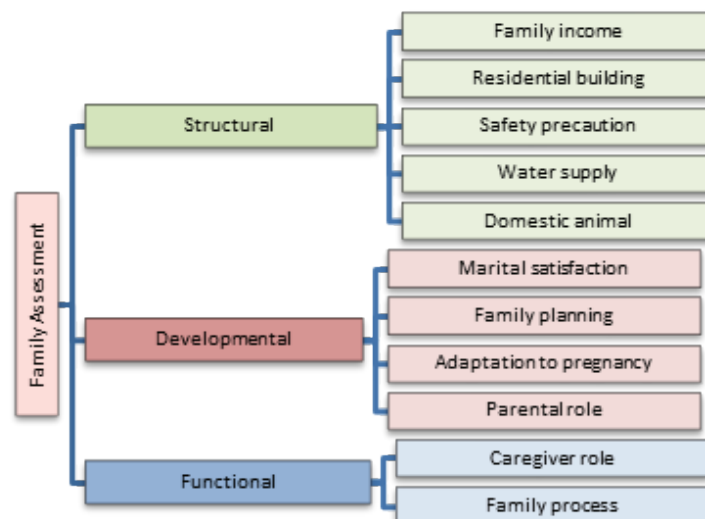 Family Assessment
Structural
Family income
Residential building
Safety precaution
Water supply
Domestic animal
Developmental
Marital satisfaction
Family planning
Adaptation to pregnancy
Parental role
Functional
Caregiver role
Family process